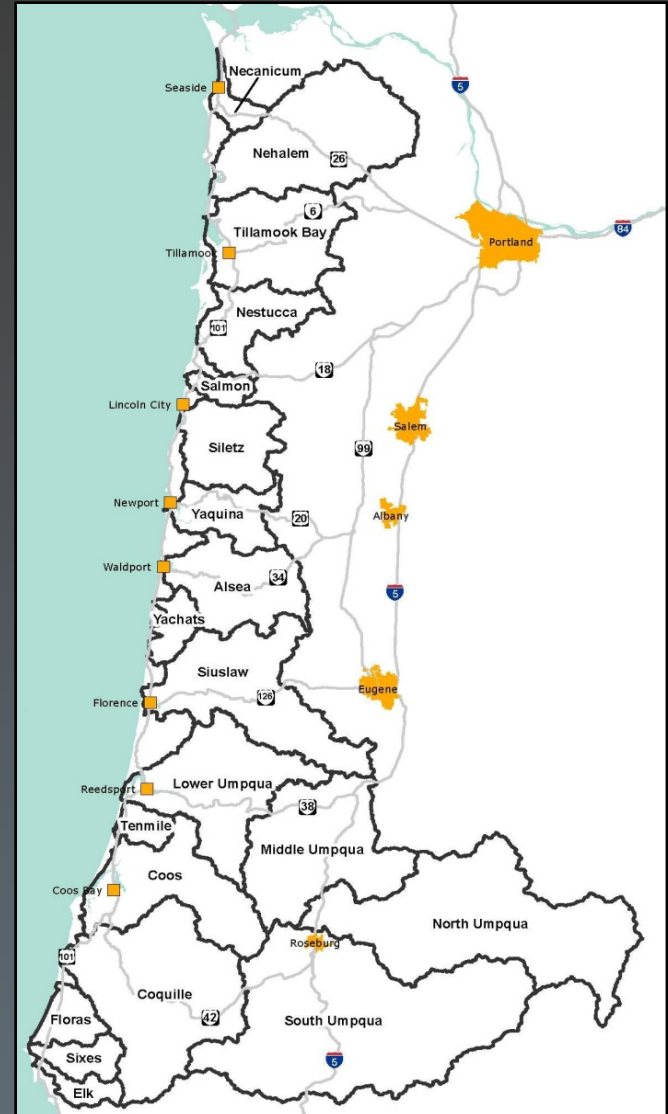 Necanicum
Seaside
5
Nehalem
26
6
Tillamook Bay
Portland
84
Tillamook
Nestucca
101
18
Salmon
Lincoln City
Salem
Siletz
99
Newport
Yaquina
20
Albany
Waldport
34
Alsea
5
Yachats
Siuslaw
Eugene
126
Florence
Lower Umpqua
Reedsport
38
Tenmile
Middle Umpqua
Coos
Coos Bay
North Umpqua
Roseburg
101
Coquille
42
Floras
South Umpqua
Sixes
5
Elk